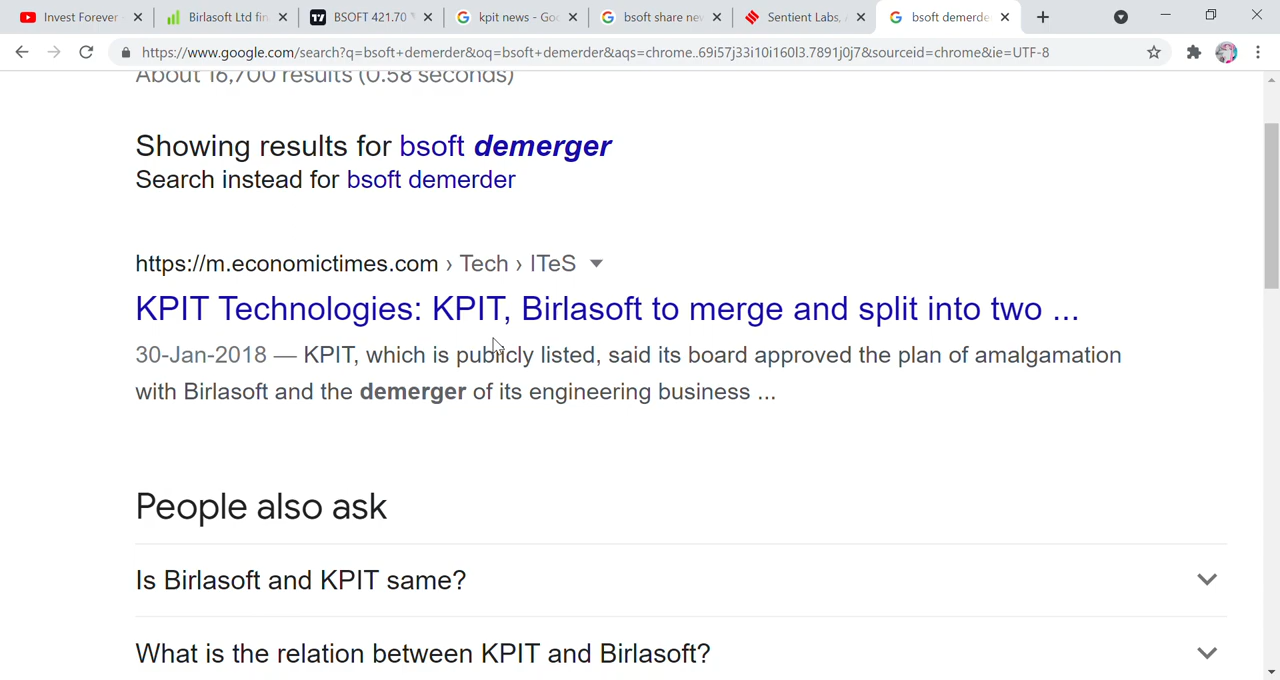 Invest Forever
Birlasoft Ltd fin
BSOFT 421.70
kpit news - Goo
bsoft share ne
Sentient Labs,
bsoft demerde
https://www.google.com/search?q=bsoft+demerder&oq=bsoft+demerder&aqs=chrome..69i57j33i10i160l3.7891j0j7&sourceid=chrome&ie=UTF-8
About 16,700 results (0.58 seconds)
Showing results for bsoft demerger
Search instead for bsoft demerder
https://m.economictimes.com › Tech › ITeS
KPIT Technologies: KPIT, Birlasoft to merge and split into two ...
30-Jan-2018 — KPIT, which is publicly listed, said its board approved the plan of amalgamation
with Birlasoft and the demerger of its engineering business ...
People also ask
Is Birlasoft and KPIT same?
What is the relation between KPIT and Birlasoft?